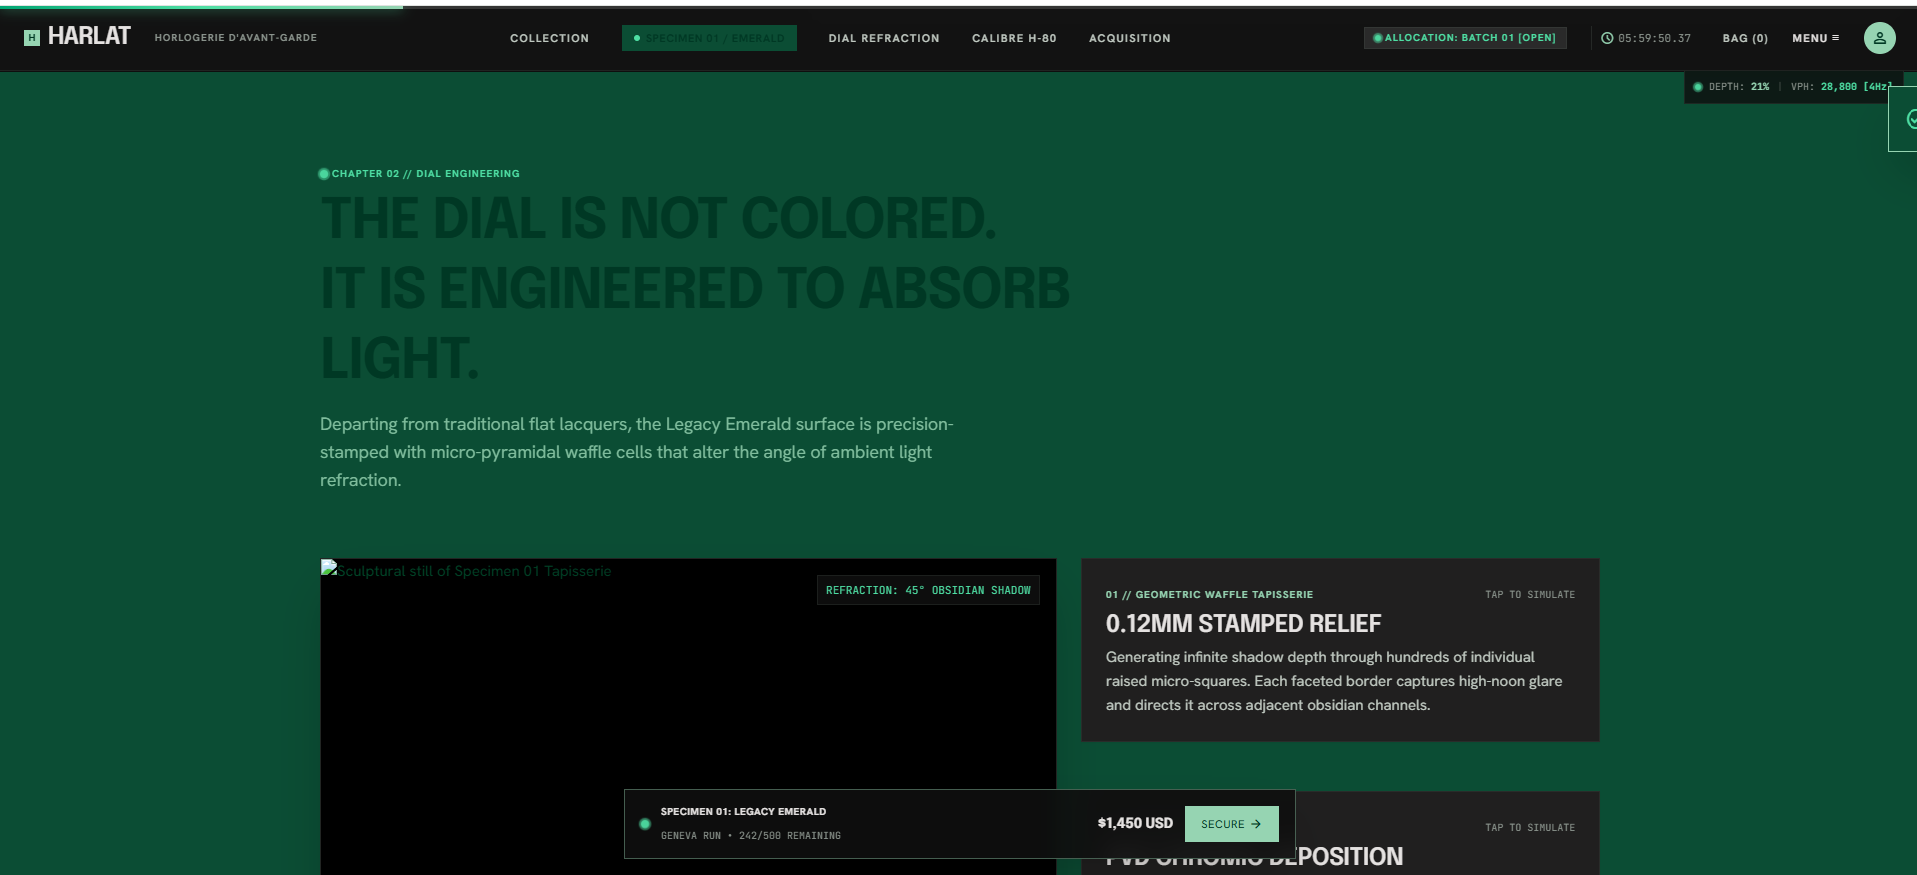 H HARLAT
HORLOGERIE D'AVANT-GARDE
COLLECTION
SPECIMEN 01 / EMERALD
DIAL REFRACTION
CALIBRE H-80
ACQUISITION
ALLOCATION: BATCH 01 [OPEN]
05:59:50.37
BAG (0)
MENU ≡
DEPTH: 21% | VPH: 28,800 [4Hz]
CHAPTER 02 // DIAL ENGINEERING
THE DIAL IS NOT COLORED.
IT IS ENGINEERED TO ABSORB
LIGHT.
Departing from traditional flat lacquers, the Legacy Emerald surface is precision-
stamped with micro-pyramidal waffle cells that alter the angle of ambient light
refraction.
Sculptural still of Specimen 01 Tapisserie
REFRACTION: 45° OBSIDIAN SHADOW
01 // GEOMETRIC WAFFLE TAPISSERIE
TAP TO SIMULATE
0.12MM STAMPED RELIEF
Generating infinite shadow depth through hundreds of individual
raised micro-squares. Each faceted border captures high-noon glare
and directs it across adjacent obsidian channels.
TAP TO SIMULATE
PVD CHROMIC DEPOSITION
SPECIMEN 01: LEGACY EMERALD
GENEVA RUN • 242/500 REMAINING
$1,450 USD
SECURE →